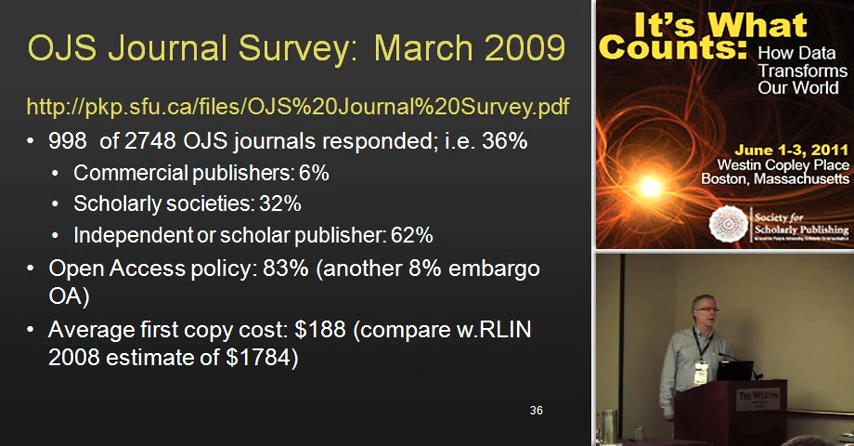 OJS Journal Survey: March 2009
http://pkp.sfu.ca/files/OJS%20Journal%20Survey.pdf
• 998 of 2748 OJS journals responded; i.e. 36%
• Commercial publishers: 6%
• Scholarly societies: 32%
• Independent or scholar publisher: 62%
• Open Access policy: 83% (another 8% embargo
OA)
• Average first copy cost: $188 (compare w.RLIN
2008 estimate of $1784)
36
It's What
Counts: How Data
Transforms
Our World
June 1-3, 2011
Westin Copley Place
Boston, Massachusetts
Society for
Scholarly Publishing
THE WESTIN